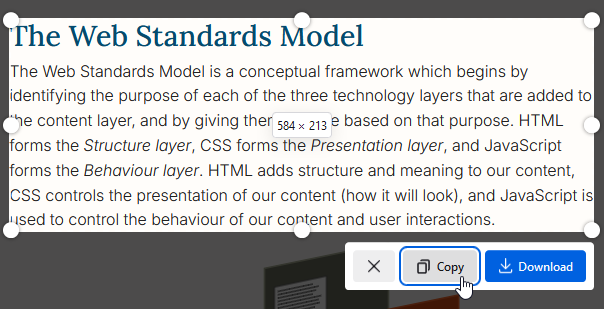 The Web Standards Model
The Web Standards Model is a conceptual framework which begins by
identifying the purpose of each of the three technology layers that are added to
the content layer, and by giving based on that purpose. HTML
584 × 213
forms the Structure layer, CSS forms the Presentation layer, and JavaScript
forms the Behaviour layer. HTML adds structure and meaning to our content,
CSS controls the presentation of our content (how it will look), and JavaScript is
used to control the behaviour of our content and user interactions.
Copy
Download